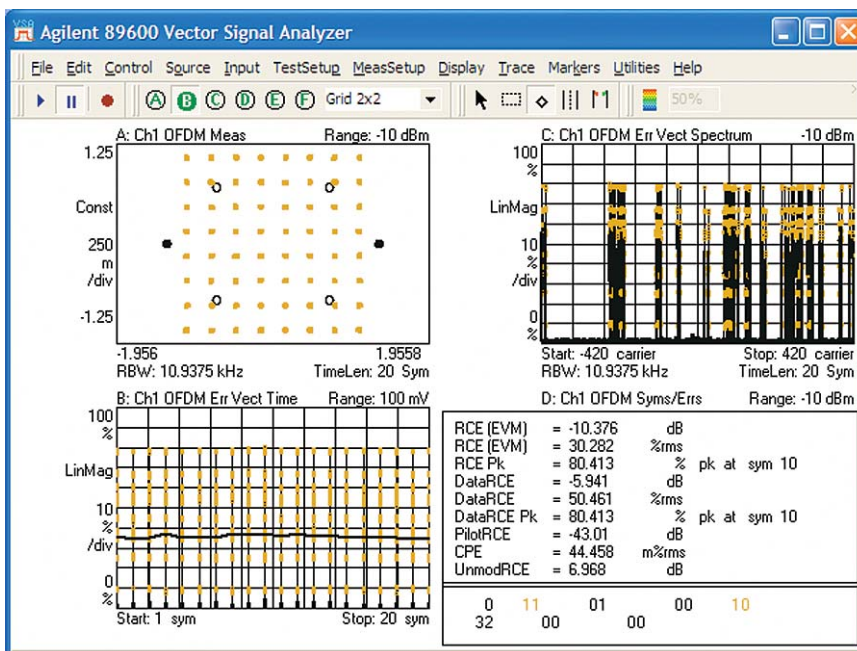 VSA
Agilent 89600 Vector Signal Analyzer
File Edit Control Source Input TestSetup MeasSetup Display Trace Markers Utilities Help
A B C D E F Grid 2x2 50%
A: Ch1 OFDM Meas Range: -10 dBm
1.25
Const
250
m
/div
-1.25
-1.956 1.9558
RBW: 10.9375 kHz TimeLen: 20 Sym
C: Ch1 OFDM Err Vect Spectrum -10 dBm
100
%
LinMag
10
%
/div
0
%
Start: -420 carrier Stop: 420 carrier
RBW: 10.9375 kHz TimeLen: 20 Sym
B: Ch1 OFDM Err Vect Time Range: 100 mV
100
%
LinMag
10
%
/div
0
%
Start: 1 sym Stop: 20 sym
D: Ch1 OFDM Syms/Errs Range: -10 dBm
RCE (EVM) = -10.376 dB
RCE (EVM) = 30.282 %rms
RCE Pk = 80.413 % pk at sym 10
DataRCE = -5.941 dB
DataRCE = 50.461 %rms
DataRCE Pk = 80.413 % pk at sym 10
PilotRCE = -43.01 dB
CPE = 44.458 m%rms
UnmodRCE = 6.968 dB
0 11 01 00 10
32 00 00